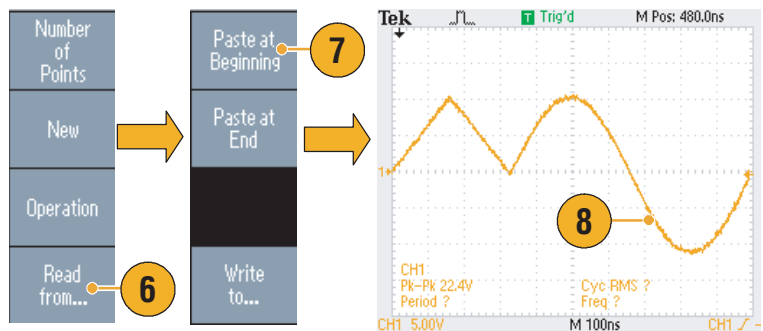 Number
of
Points
New
Operation
Read
from...
6
Paste at
Beginning
7
Paste at
End
Write
to...
Tek
T Trig'd
M Pos: 480.0ns
1
8
CH1
Pk-Pk 22.4V
Period ?
Cyc RMS ?
Freq ?
CH1 5.00V
M 100ns
CH1